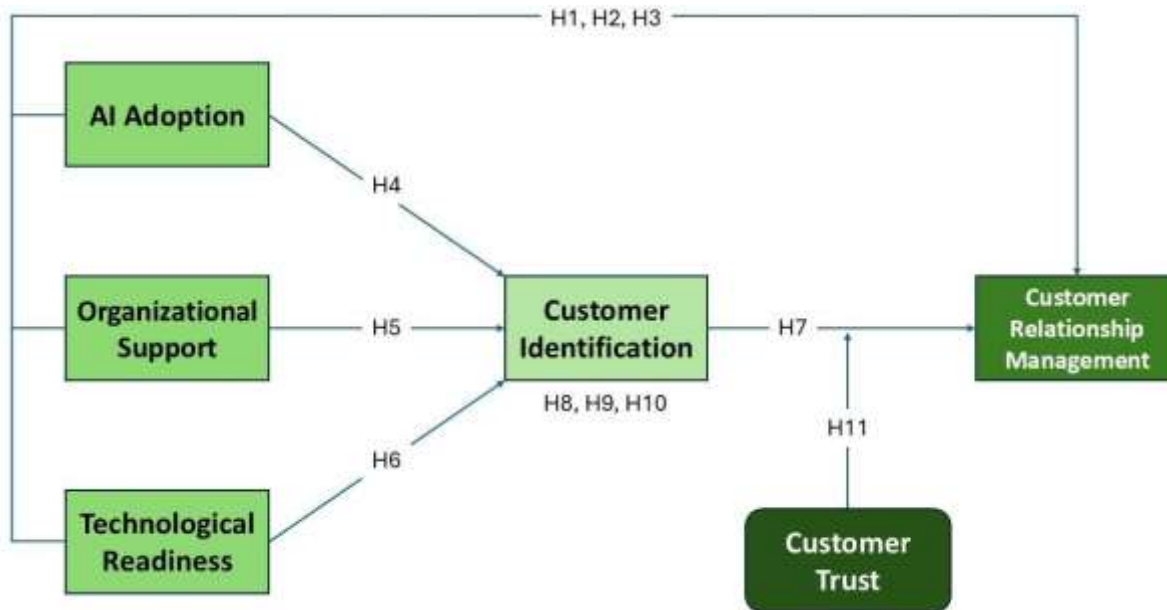 H1, H2, H3
AI Adoption
H4
Organizational
Support
H5
Customer
Identification
H7
Customer
Relationship
Management
H8, H9, H10
H11
H6
Technological
Readiness
Customer
Trust